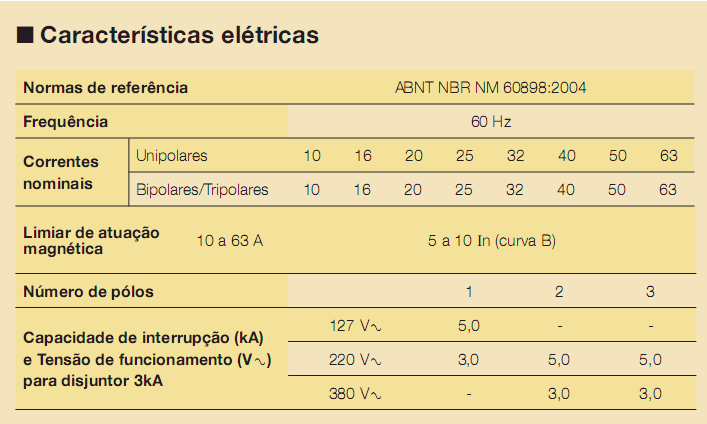 ■ Características elétricas
Normas de referência ABNT NBR NM 60898:2004
Frequência 60 Hz
Correntes nominais
Unipolares 10 16 20 25 32 40 50 63
Bipolares/Tripolares 10 16 20 25 32 40 50 63
Limiar de atuação
magnética 10 a 63 A 5 a 10 In (curva B)
Número de pólos 1 2 3
Capacidade de interrupção (kA)
e Tensão de funcionamento (V∿)
para disjuntor 3kA
127 V∿ 5,0 - -
220 V∿ 3,0 5,0 5,0
380 V∿ - 3,0 3,0